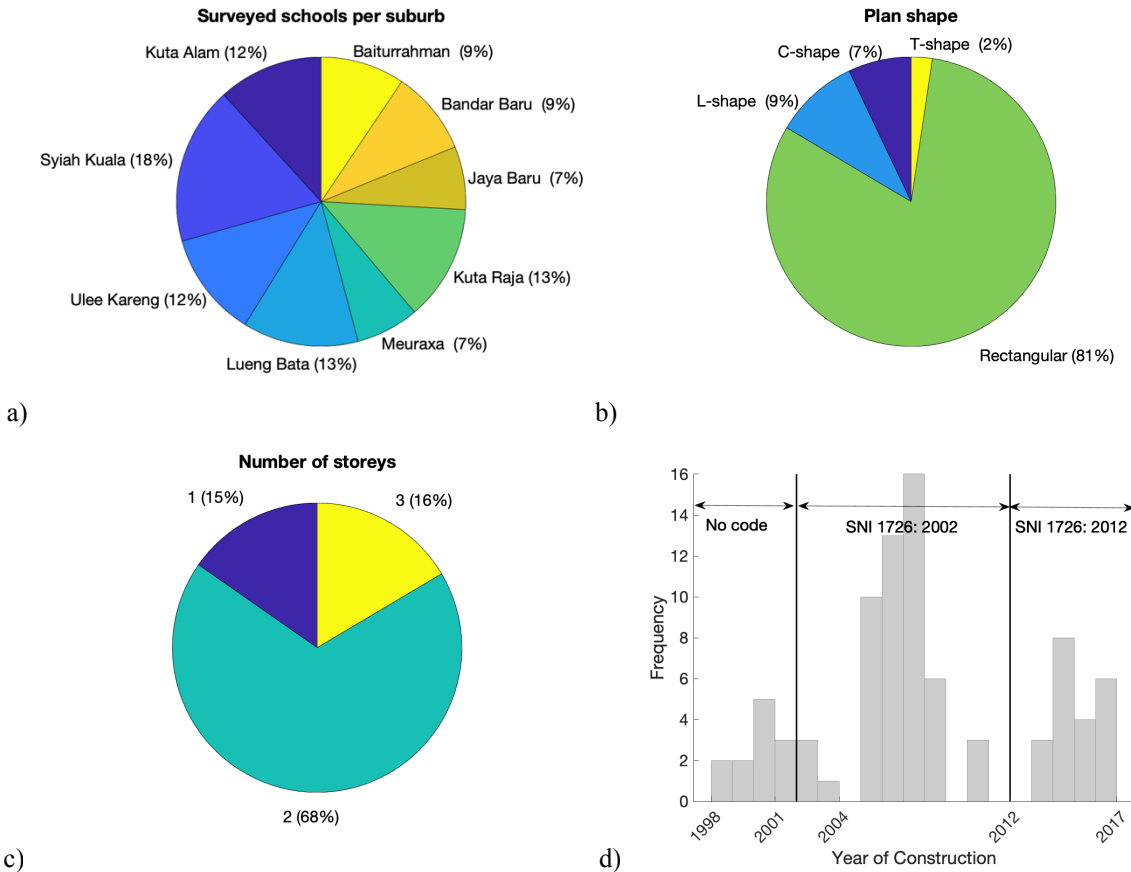 Surveyed schools per suburb
Kuta Alam (12%)
Baiturrahman (9%)
Bandar Baru (9%)
Syiah Kuala (18%)
Jaya Baru (7%)
Kuta Raja (13%)
Ulee Kareng (12%)
Meuraxa (7%)
Lueng Bata (13%)
a)
Plan shape
C-shape (7%)
T-shape (2%)
L-shape (9%)
Rectangular (81%)
b)
Number of storeys
1 (15%)
3 (16%)
2 (68%)
c)
16
14
12
10
8
6
4
2
0
Frequency
No code
SNI 1726: 2002
SNI 1726: 2012
1998
2001
2004
2012
2017
Year of Construction
d)